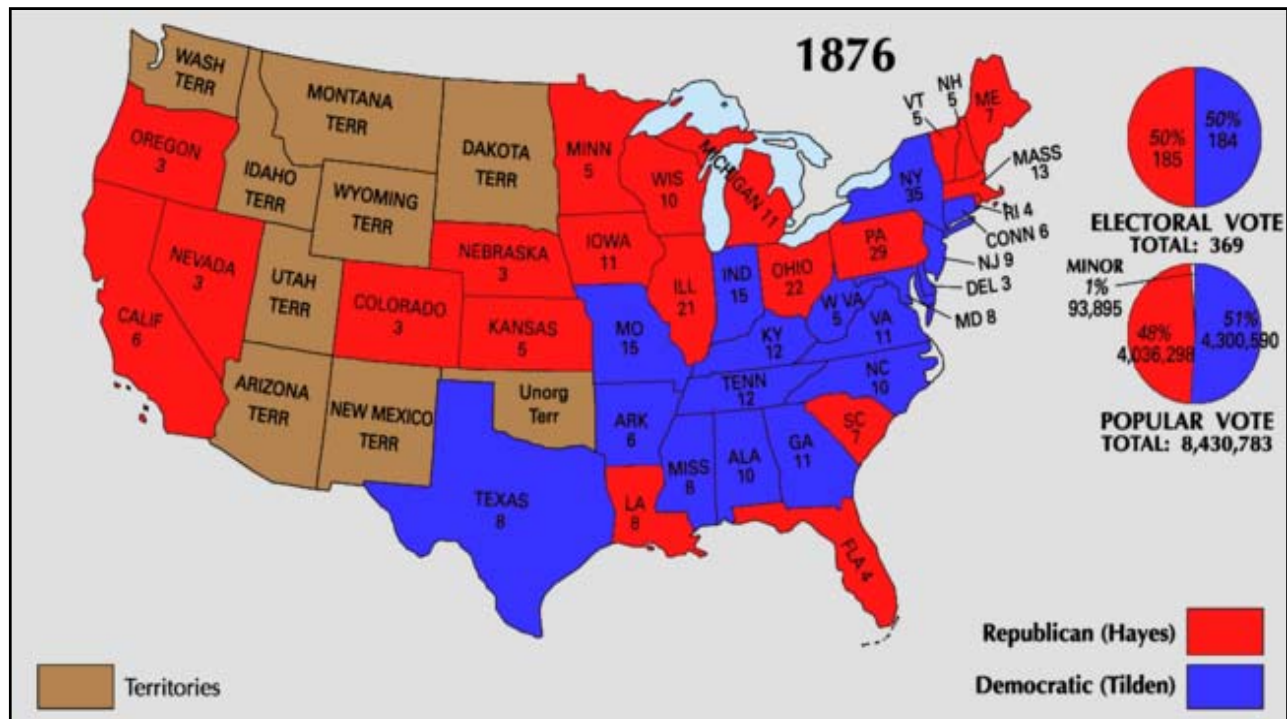 1876
WASH
TERR
MONTANA
TERR
DAKOTA
TERR
MINN
5
OREGON
3
IDAHO
TERR
WYOMING
TERR
WIS
10
MICHIGAN 11
VT
5
NH
5
ME
7
MASS
13
NY
35
RI 4
CONN 6
NJ 9
DEL 3
MD 8
PA
29
NEVADA
3
UTAH
TERR
COLORADO
3
NEBRASKA
3
IOWA
11
ILL
21
IND
15
OHIO
22
W VA
5
VA
11
CALIF
6
KANSAS
5
MO
15
KY
12
TENN
12
NC
10
ARIZONA
TERR
NEW MEXICO
TERR
Unorg
Terr
ARK
6
SC
7
MISS
8
ALA
10
GA
11
TEXAS
8
LA
8
FLA 4
50%
185
50%
184
ELECTORAL VOTE
TOTAL: 369
MINOR
1%
93,895
48%
4,036,298
51%
4,300,590
POPULAR VOTE
TOTAL: 8,430,783
Republican (Hayes)
Democratic (Tilden)
Territories